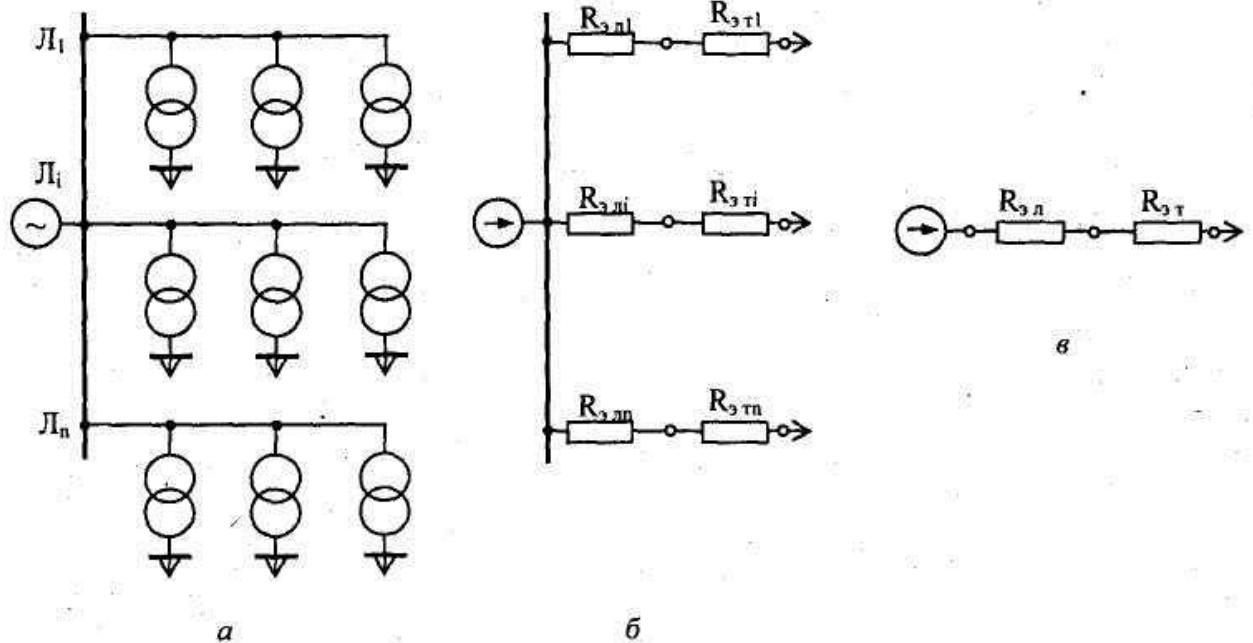 Л₁
Лᵢ
~
Лₙ
а
Rэ л1
Rэ т1
Rэ лi
Rэ тi
Rэ лn
Rэ тn
б
Rэ л
Rэ т
в